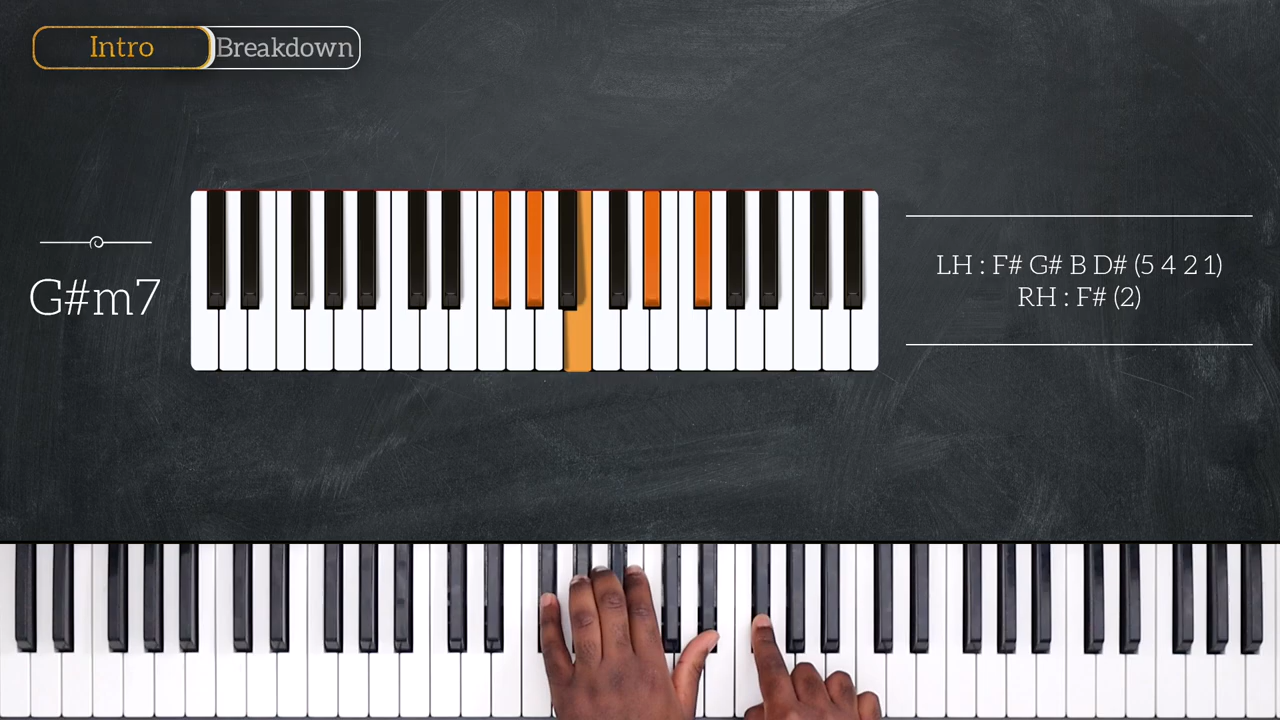 Intro Breakdown
G#m7
LH : F# G# B D# (5 4 2 1)
RH : F# (2)